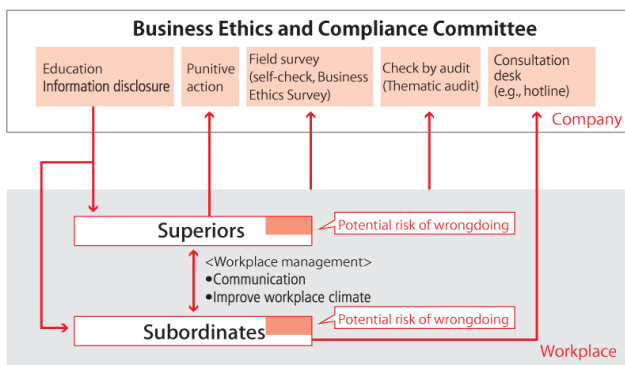 Business Ethics and Compliance Committee
Education
Information disclosure
Punitive
action
Field survey
(self-check, Business
Ethics Survey)
Check by audit
(Thematic audit)
Consultation
desk
(e.g., hotline)
Company
Superiors
Potential risk of wrongdoing
<Workplace management>
●Communication
●Improve workplace climate
Subordinates
Potential risk of wrongdoing
Workplace